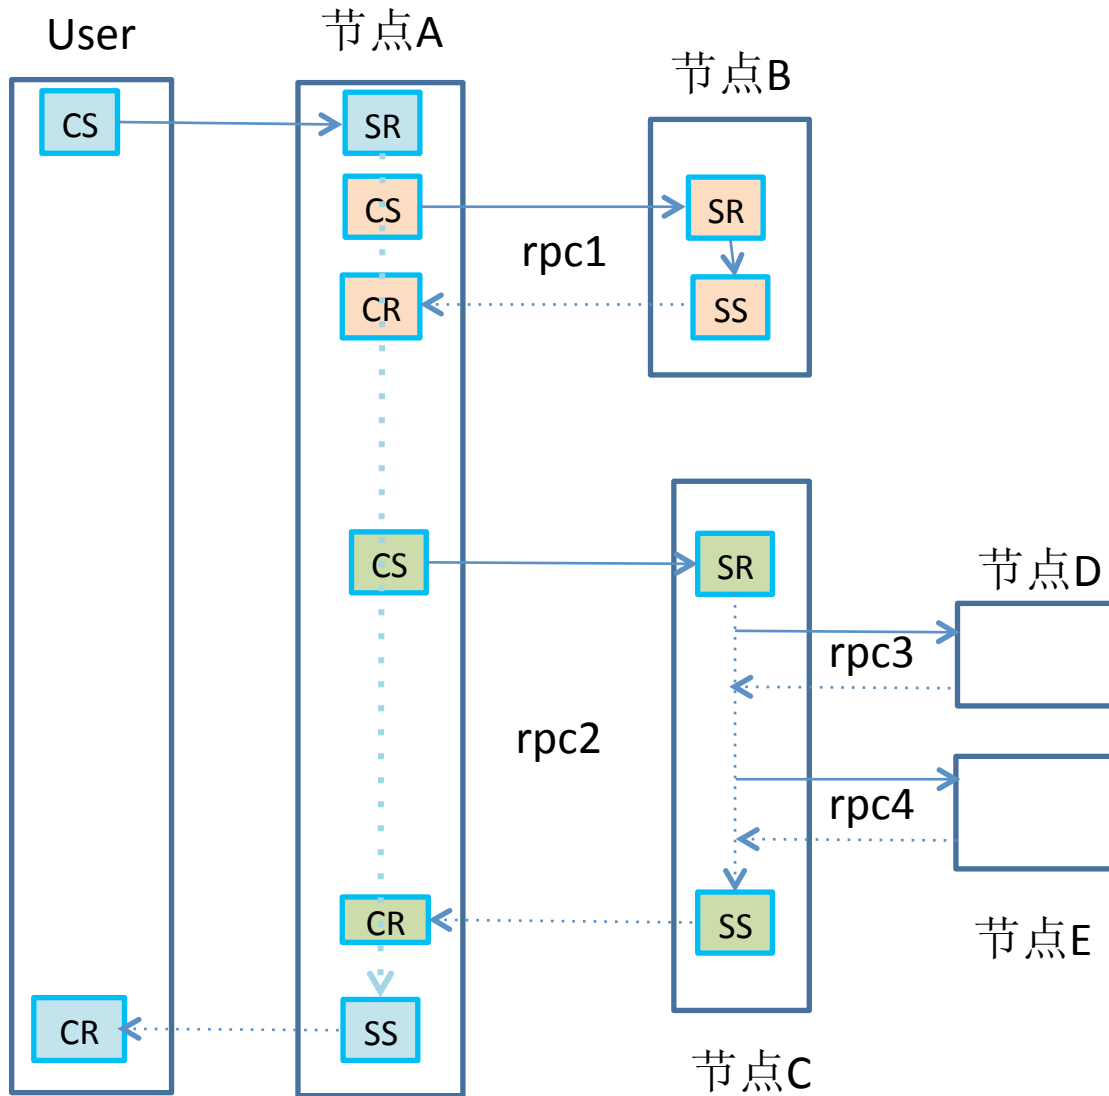 User
节点A
节点B
CS
SR
CS
SR
rpc1
CR
SS
CS
SR
节点D
rpc3
rpc2
rpc4
CR
SS
节点E
CR
SS
节点C